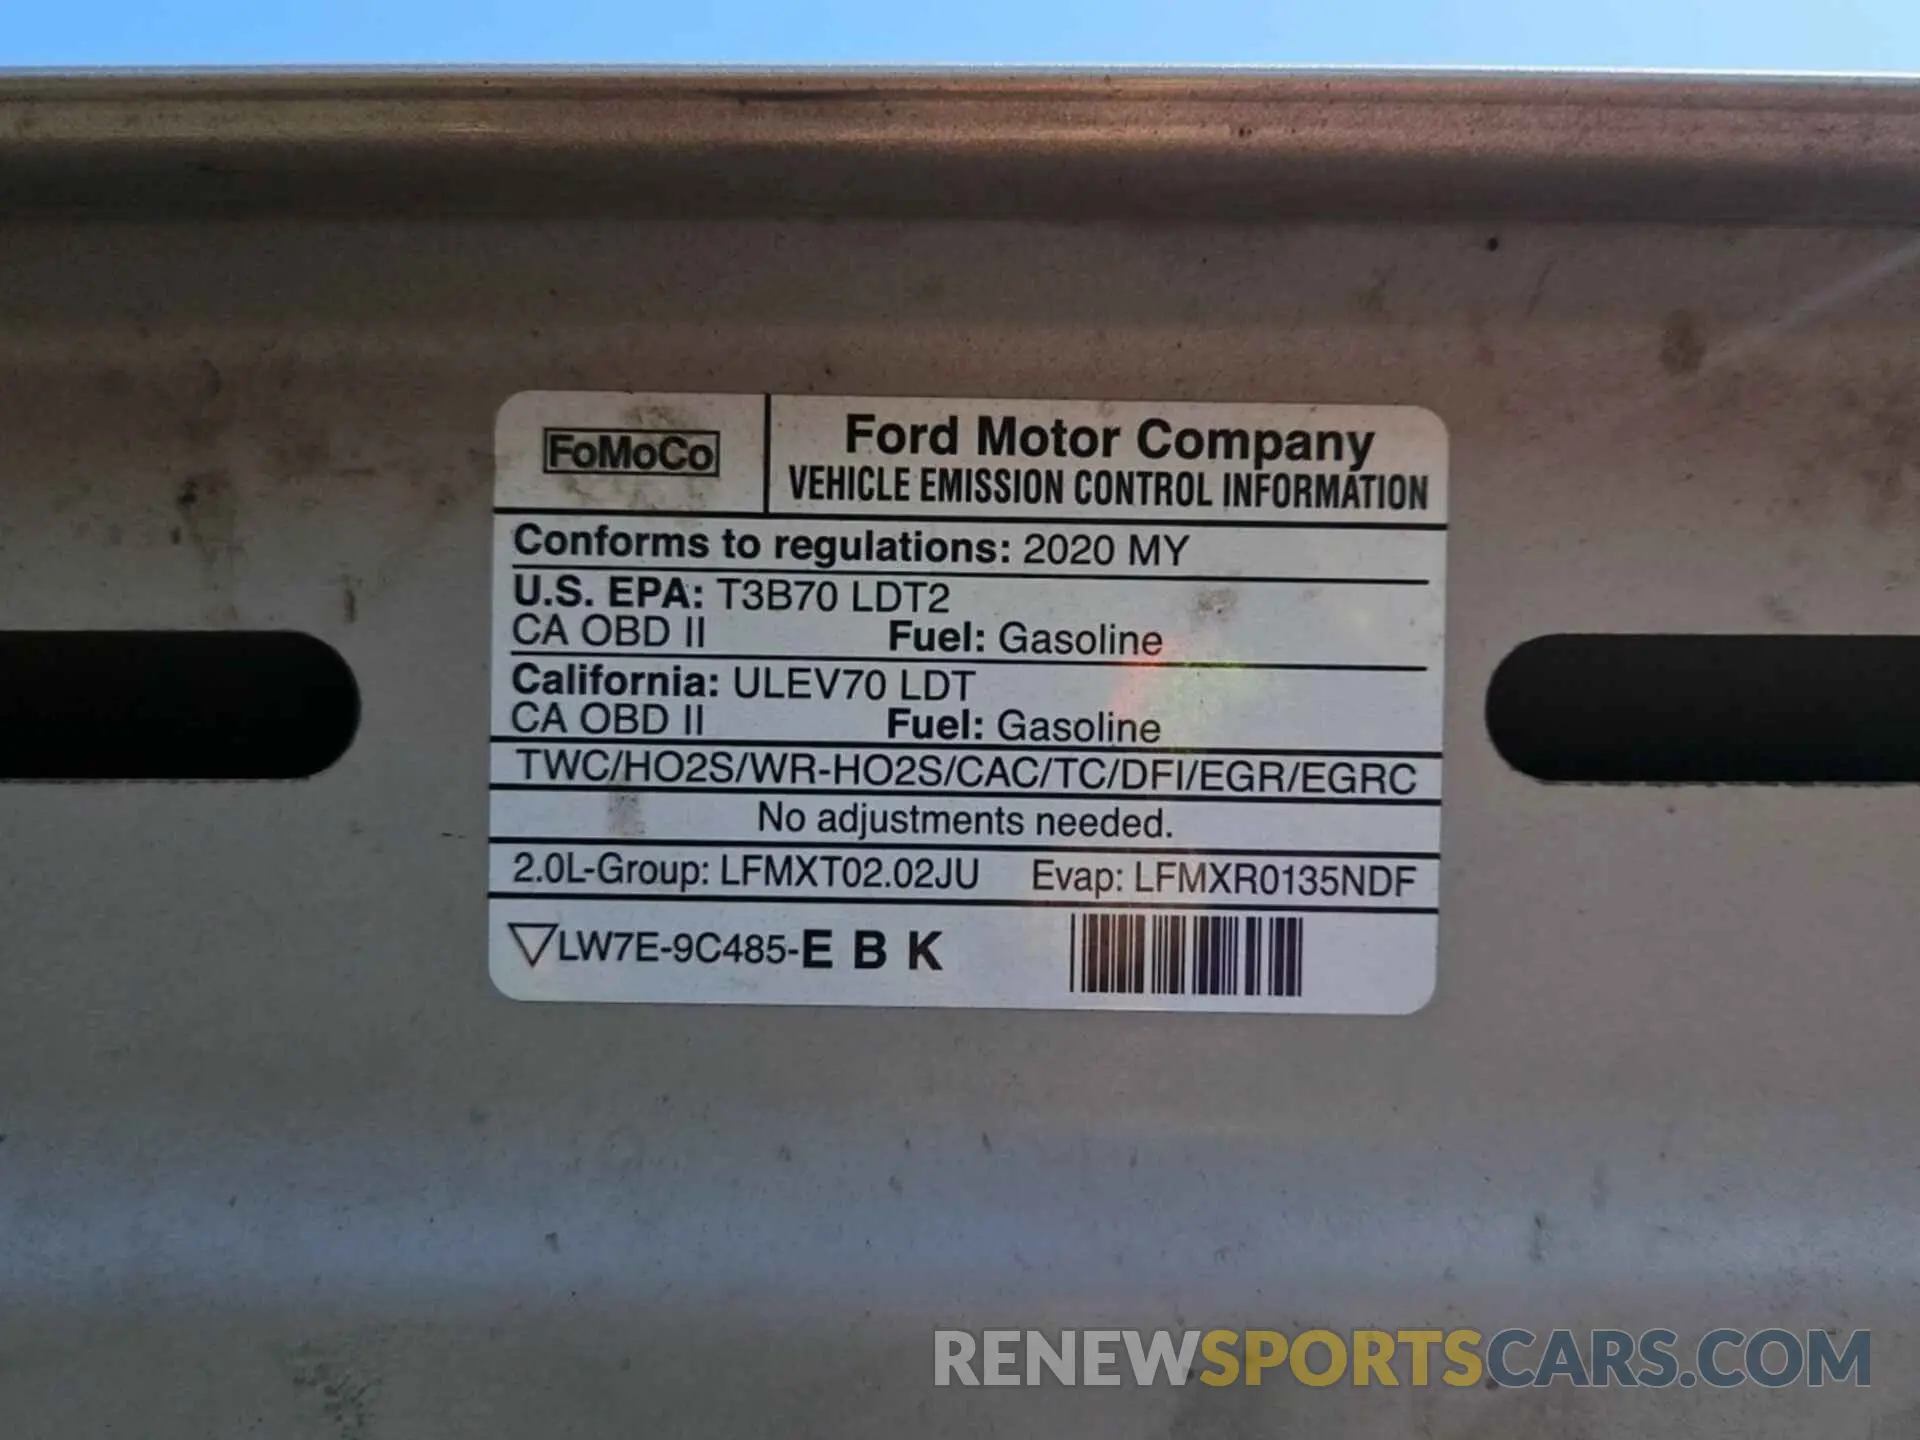 FoMoCo
Ford Motor Company
VEHICLE EMISSION CONTROL INFORMATION
Conforms to regulations: 2020 MY
U.S. EPA: T3B70 LDT2
CA OBD II Fuel: Gasoline
California: ULEV70 LDT
CA OBD II Fuel: Gasoline
TWC/HO2S/WR-HO2S/CAC/TC/DFI/EGR/EGRC
No adjustments needed.
2.0L-Group: LFMXT02.02JU Evap: LFMXR0135NDF
LW7E-9C485-E B K
RENEWSPORTSCARS.COM